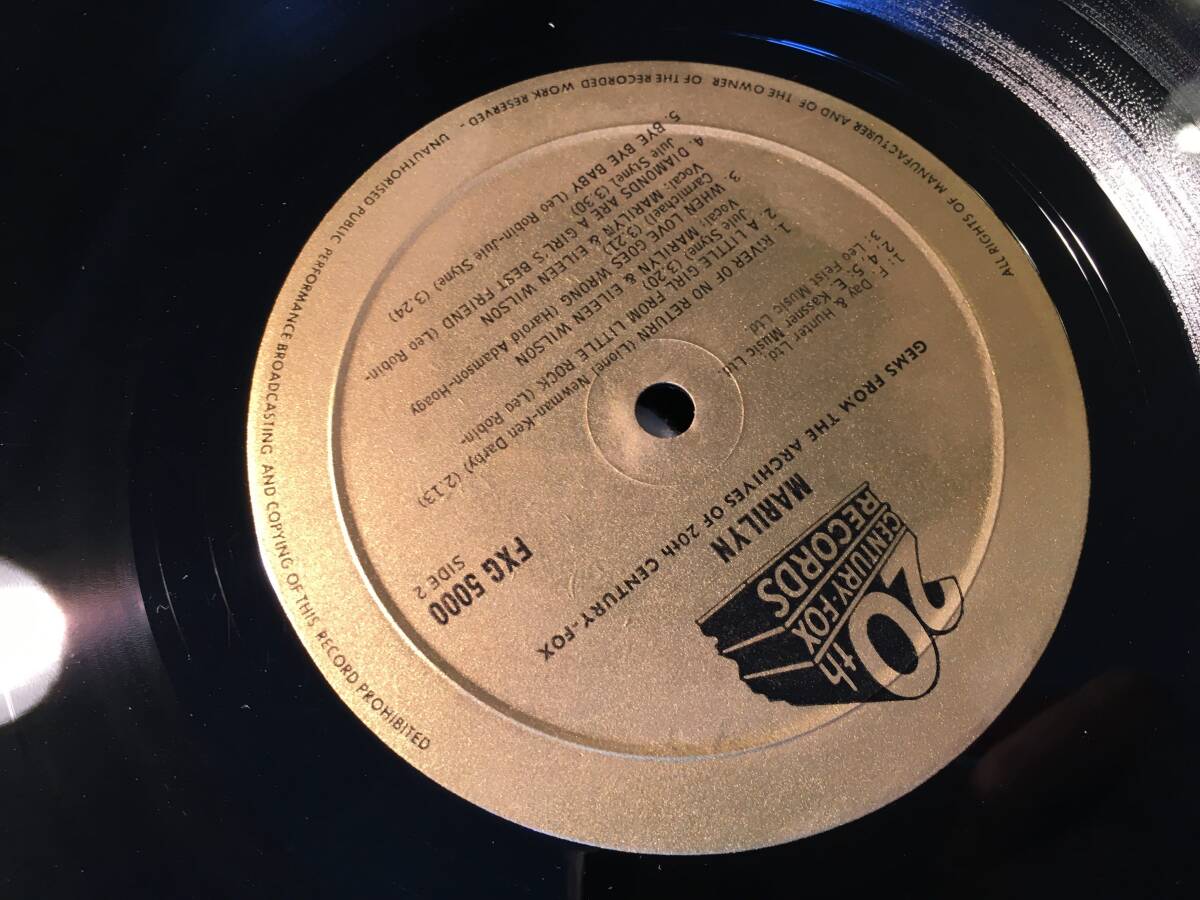 20th
CENTURY-FOX
RECORDS
GEMS FROM THE ARCHIVES OF 20th CENTURY-FOX
MARILYN
FXG 5000
SIDE 2
1: F. Day & Hunter Ltd
2: 4: 5: E. Kassner Music Ltd.
3: Leo Feist Music Ltd
1. RIVER OF NO RETURN (Lionel Newman-Ken Darby) (2.13)
2. A LITTLE GIRL FROM LITTLE ROCK (Leo Robin-
Jule Styne) (3.20)
Vocal: MARILYN & EILEEN WILSON
3. WHEN LOVE GOES WRONG (Harold Adamson-Hoagy
Carmichael) (3.21)
Vocal: MARILYN & EILEEN WILSON
4. DIAMONDS ARE A GIRL'S BEST FRIEND (Leo Robin-
Jule Styne) (3.30)
5. BYE BYE BABY (Leo Robin-Jule Styne) (3.24)
ALL RIGHTS OF MANUFACTURER AND OF THE OWNER OF THE RECORDED WORK RESERVED - UNAUTHORISED PUBLIC PERFORMANCE BROADCASTING AND COPYING OF THIS RECORD PROHIBITED